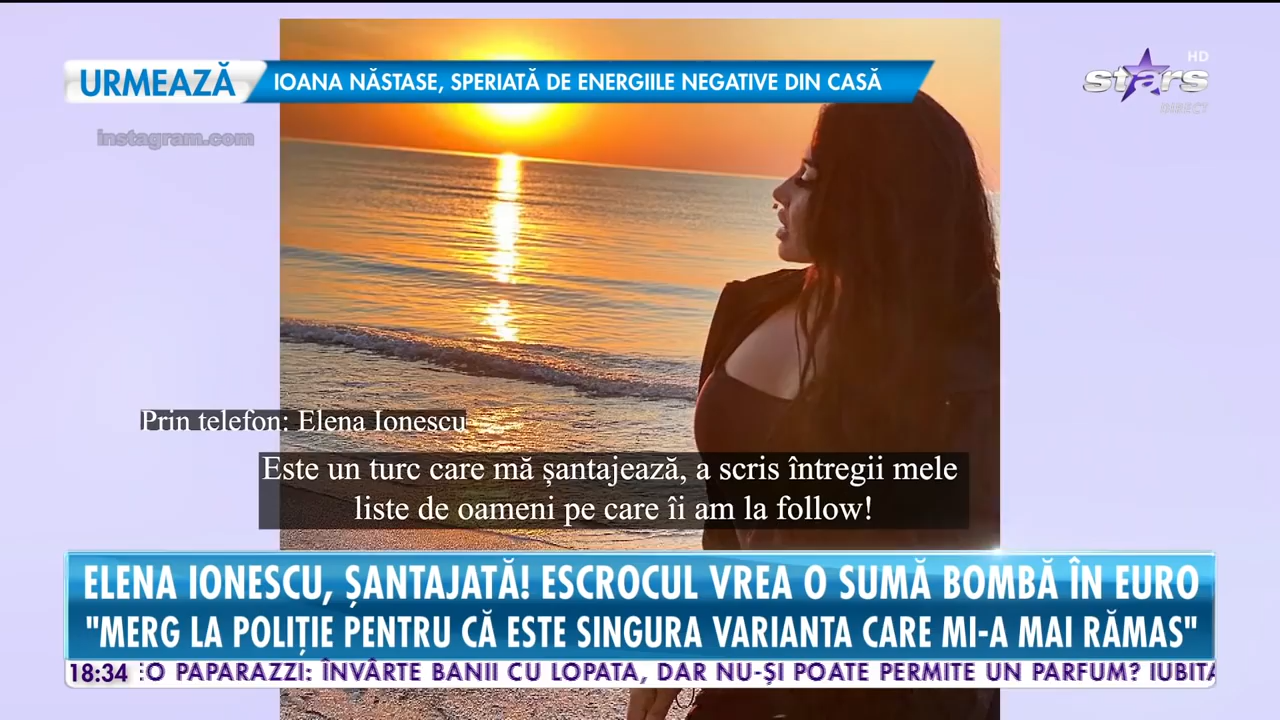 URMEAZĂ
IOANA NĂSTASE, SPERIATĂ DE ENERGIILE NEGATIVE DIN CASĂ
HD
stars
DIRECT
instagram.com
Prin telefon: Elena Ionescu
Este un turc care mă șantajează, a scris întregii mele
liste de oameni pe care îi am la follow!
ELENA IONESCU, ȘANTAJATĂ! ESCROCUL VREA O SUMĂ BOMBĂ ÎN EURO
"MERG LA POLIȚIE PENTRU CĂ ESTE SINGURA VARIANTA CARE MI-A MAI RĂMAS"
18:34 EO PAPARAZZI: ÎNVÂRTE BANII CU LOPATA, DAR NU-ȘI POATE PERMITE UN PARFUM? IUBITA